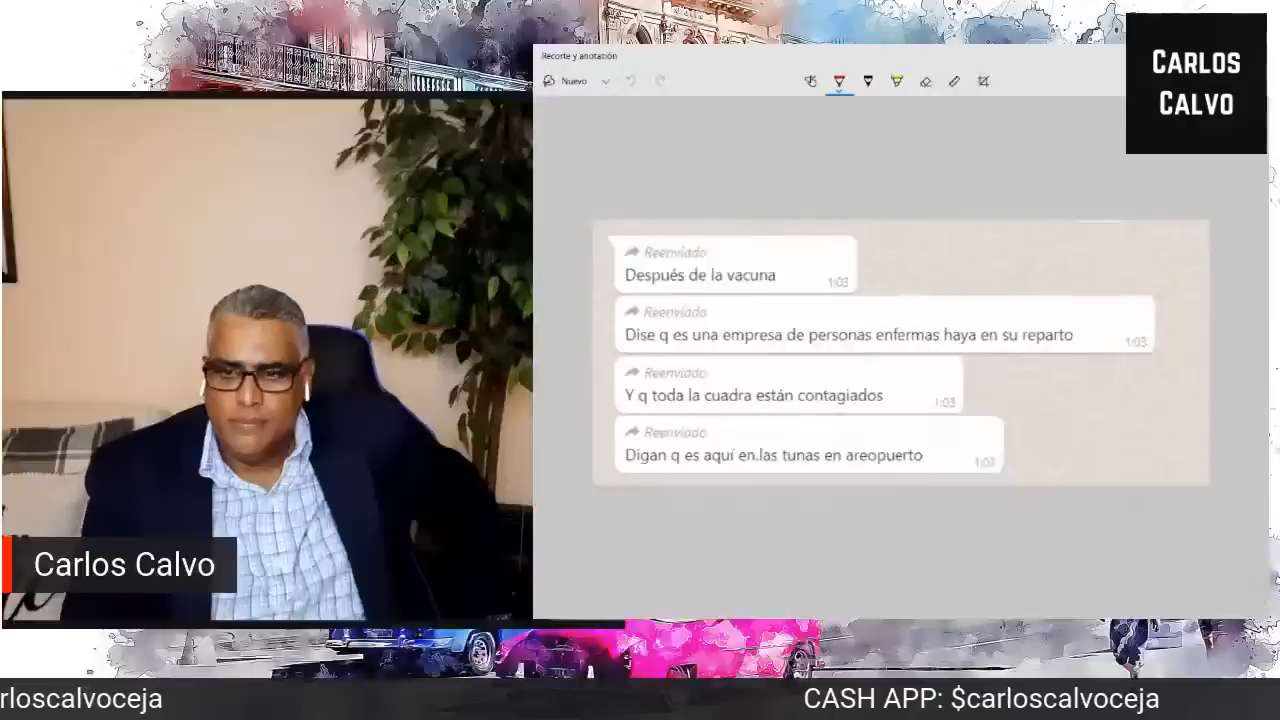 CARLOS
CALVO
Recorte y anotación
Nuevo
Reenviado
Después de la vacuna
1:03
Reenviado
Dise q es una empresa de personas enfermas haya en su reparto
1:03
Reenviado
Y q toda la cuadra están contagiados
1:03
Reenviado
Digan q es aquí en.las tunas en areopuerto
1:03
Carlos Calvo
rloscalvoceja
CASH APP: $carloscalvoceja